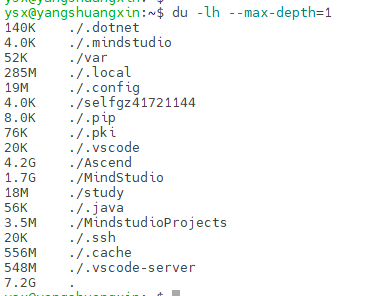 ysx@yangshuangxin:~$
ysx@yangshuangxin:~$ du -lh --max-depth=1
140K ./.dotnet
4.0K ./.mindstudio
52K ./var
285M ./.local
19M ./.config
4.0K ./selfgz41721144
8.0K ./.pip
76K ./.pki
20K ./.vscode
4.2G ./Ascend
1.7G ./MindStudio
18M ./study
56K ./.java
3.5M ./MindstudioProjects
20K ./.ssh
556M ./.cache
548M ./.vscode-server
7.2G .
ysx@yangshuangxin:~$